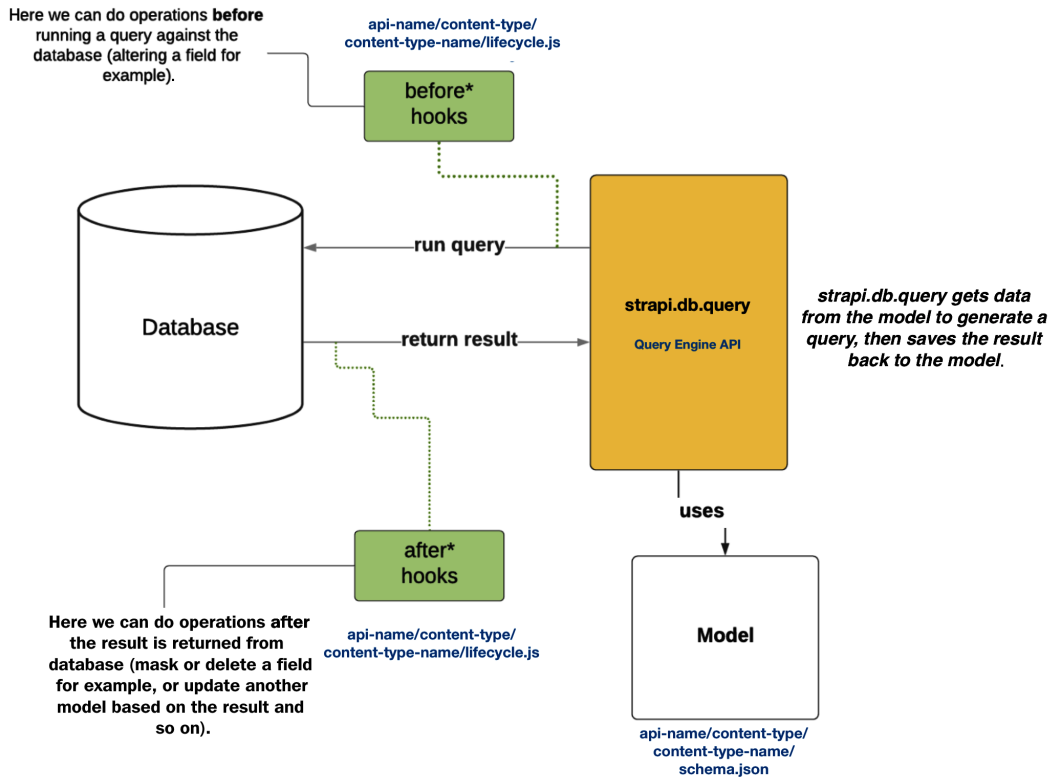 Here we can do operations before
running a query against the
database (altering a field for
example).
api-name/content-type/
content-type-name/lifecycle.js
before*
hooks
run query
Database
strapi.db.query
Query Engine API
strapi.db.query gets data
from the model to generate a
query, then saves the result
back to the model.
return result
uses
after*
hooks
Here we can do operations after
the result is returned from
database (mask or delete a field
for example, or update another
model based on the result and
so on).
api-name/content-type/
content-type-name/lifecycle.js
Model
api-name/content-type/
content-type-name/
schema.json